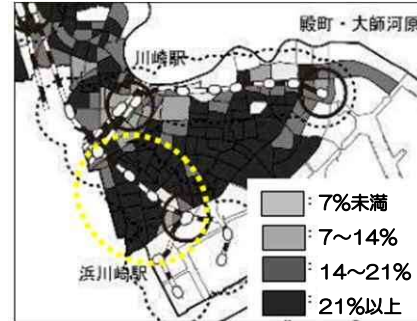 殿町・大師河原
川崎駅
浜川崎駅
：7%未満
：7～14%
：14～21%
：21%以上